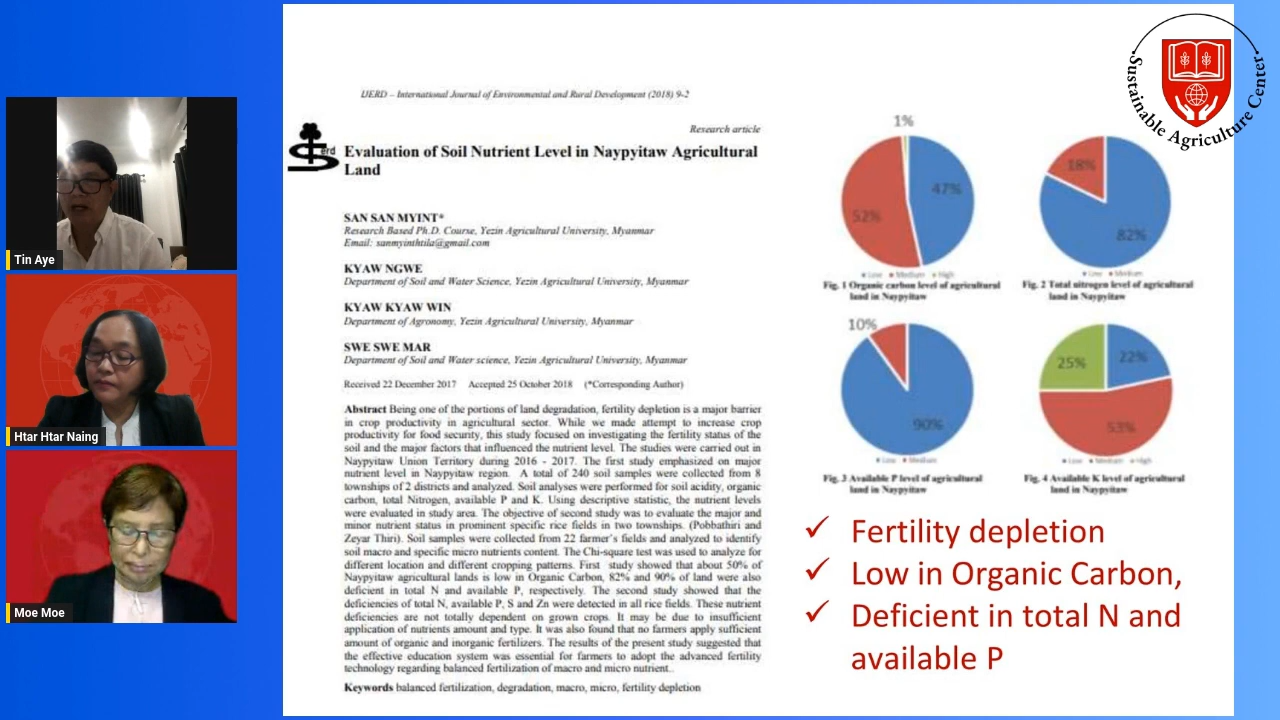 Tin Aye
Htar Htar Naing
Moe Moe
IJERD – International Journal of Environmental and Rural Development (2018) 9-2
Research article
erd
Evaluation of Soil Nutrient Level in Naypyitaw Agricultural
Land
SAN SAN MYINT*
Research Based Ph.D. Course, Yezin Agricultural University, Myanmar
Email: sanmyinthtila@gmail.com
KYAW NGWE
Department of Soil and Water Science, Yezin Agricultural University, Myanmar
KYAW KYAW WIN
Department of Agronomy, Yezin Agricultural University, Myanmar
SWE SWE MAR
Department of Soil and Water science, Yezin Agricultural University, Myanmar
Received 22 December 2017 Accepted 25 October 2018 (*Corresponding Author)
Abstract Being one of the portions of land degradation, fertility depletion is a major barrier
in crop productivity in agricultural sector. While we made attempt to increase crop
productivity for food security, this study focused on investigating the fertility status of the
soil and the major factors that influenced the nutrient level. The studies were carried out in
Naypyitaw Union Territory during 2016 - 2017. The first study emphasized on major
nutrient level in Naypyitaw region. A total of 240 soil samples were collected from 8
townships of 2 districts and analyzed. Soil analyses were performed for soil acidity, organic
carbon, total Nitrogen, available P and K. Using descriptive statistic, the nutrient levels
were evaluated in study area. The objective of second study was to evaluate the major and
minor nutrient status in prominent specific rice fields in two townships. (Pobbathiri and
Zeyar Thiri). Soil samples were collected from 22 farmer's fields and analyzed to identify
soil macro and specific micro nutrients content. The Chi-square test was used to analyze for
different location and different cropping patterns. First study showed that about 50% of
Naypyitaw agricultural lands is low in Organic Carbon, 82% and 90% of land were also
deficient in total N and available P, respectively. The second study showed that the
deficiencies of total N, available P, S and Zn were detected in all rice fields. These nutrient
deficiencies are not totally dependent on grown crops. It may be due to insufficient
application of nutrients amount and type. It was also found that no farmers apply sufficient
amount of organic and inorganic fertilizers. The results of the present study suggested that
the effective education system was essential for farmers to adopt the advanced fertility
technology regarding balanced fertilization of macro and micro nutrient..
Keywords balanced fertilization, degradation, macro, micro, fertility depletion
1%
47%
52%
Low Medium High
Fig. 1 Organic carbon level of agricultural
land in Naypyitaw
18%
82%
Low Medium
Fig. 2 Total nitrogen level of agricultural
land in Naypyitaw
10%
90%
Low Medium
Fig. 3 Available P level of agricultural
land in Naypyitaw
25%
22%
53%
Low Medium High
Fig. 4 Available K level of agricultural
land in Naypyitaw
✓ Fertility depletion
✓ Low in Organic Carbon,
✓ Deficient in total N and
available P
Sustainable Agriculture Center